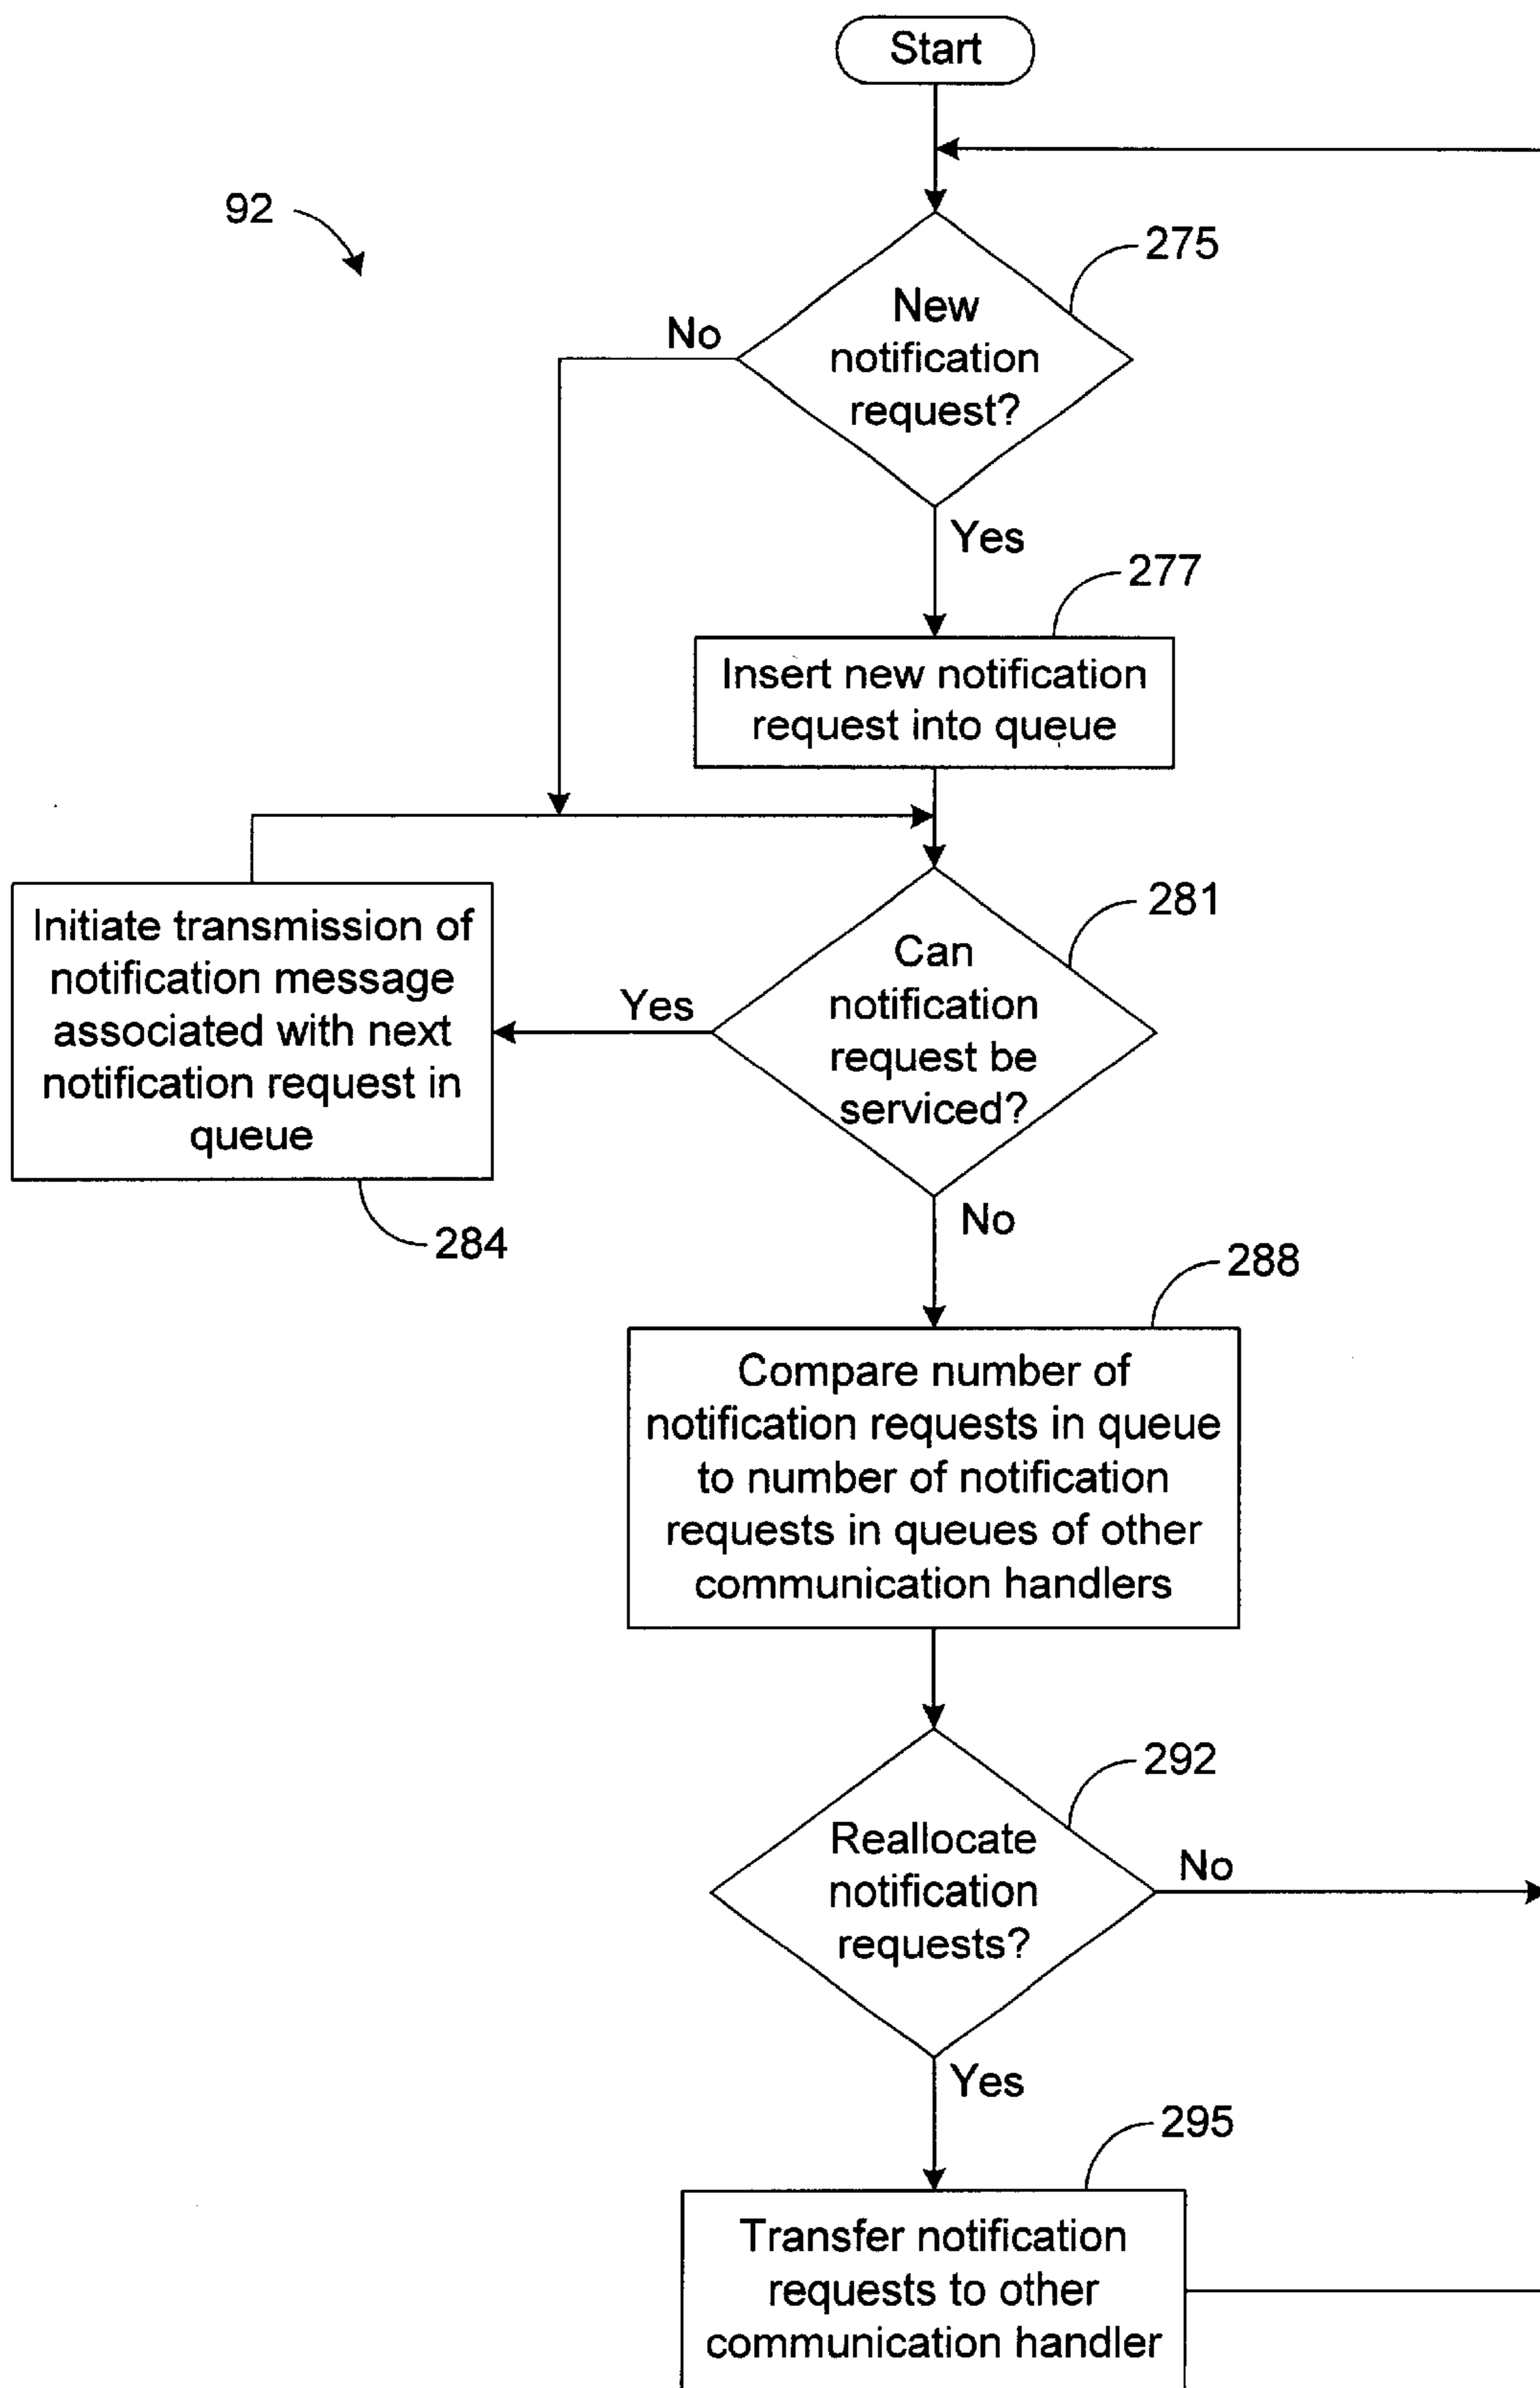 Start
92
275
New
notification
request?
No
Yes
277
Insert new notification
request into queue
281
Can
notification
request be
serviced?
Yes
Initiate transmission of
notification message
associated with next
notification request in
queue
284
No
288
Compare number of
notification requests in queue
to number of notification
requests in queues of other
communication handlers
292
Reallocate
notification
requests?
No
Yes
295
Transfer notification
requests to other
communication handler